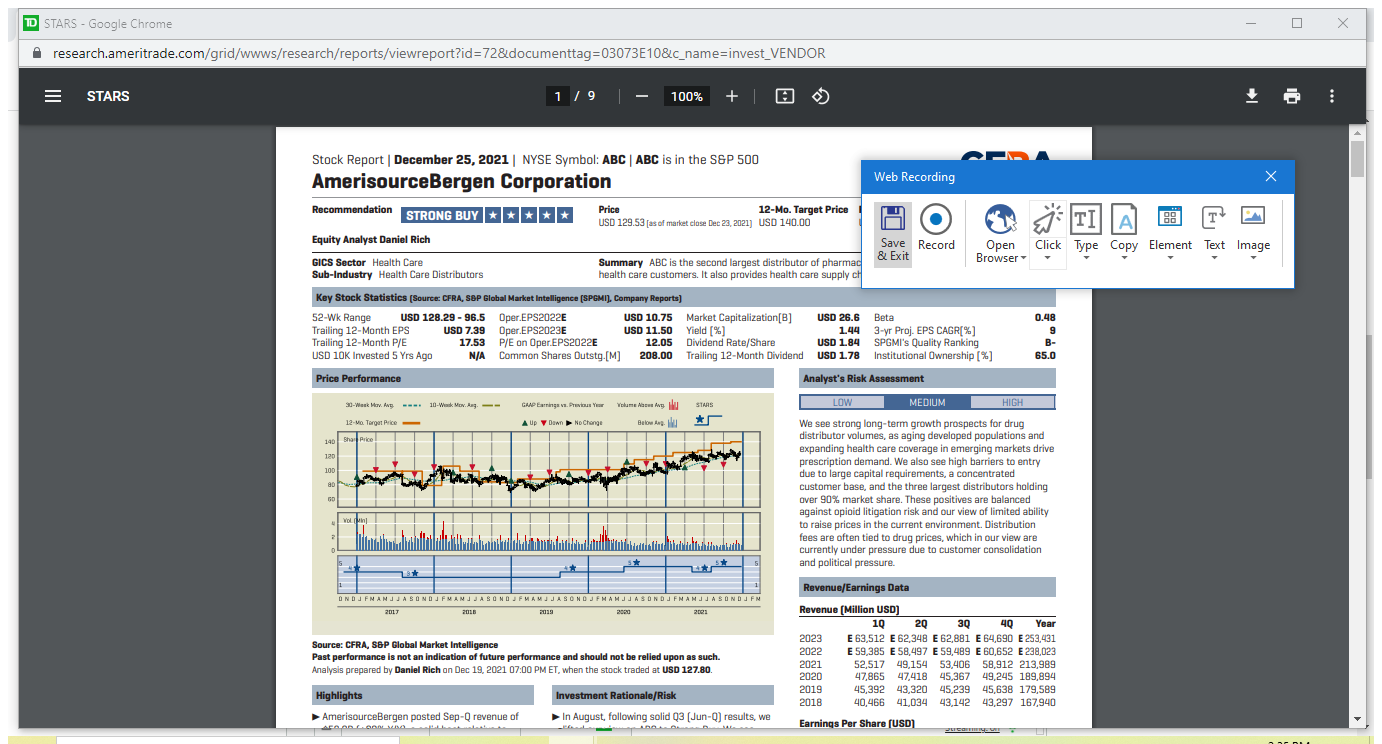 STARS - Google Chrome
research.ameritrade.com/grid/wwws/research/reports/viewreport?id=72&documenttag=03073E10&c_name=invest_VENDOR
STARS
1 / 9
100%
Stock Report | December 25, 2021 | NYSE Symbol: ABC | ABC is in the S&P 500
AmerisourceBergen Corporation
Recommendation STRONG BUY ★ ★ ★ ★ ★
Price
USD 129.53 (as of market close Dec 23, 2021)
12-Mo. Target Price
USD 140.00
Equity Analyst Daniel Rich
GICS Sector Health Care
Sub-Industry Health Care Distributors
Summary ABC is the second largest distributor of pharmac
health care customers. It also provides health care supply ch
Web Recording
Save & Exit
Record
Open Browser
Click
Type
Copy
Element
Text
Image
Key Stock Statistics (Source: CFRA, S&P Global Market Intelligence (SPGMI), Company Reports)
52-Wk Range USD 128.29 - 96.5 Oper.EPS2022E USD 10.75 Market Capitalization[B] USD 26.6 Beta 0.48
Trailing 12-Month EPS USD 7.39 Oper.EPS2023E USD 11.50 Yield [%] 1.44 3-yr Proj. EPS CAGR[%] 9
Trailing 12-Month P/E 17.53 P/E on Oper.EPS2022E 12.05 Dividend Rate/Share USD 1.84 SPGMI's Quality Ranking B-
USD 10K Invested 5 Yrs Ago N/A Common Shares Outstg.[M] 208.00 Trailing 12-Month Dividend USD 1.78 Institutional Ownership [%] 65.0
Price Performance
30-Week Mov. Avg. 10-Week Mov. Avg. GAAP Earnings vs. Previous Year Volume Above Avg. STARS
12-Mo. Target Price Up Down No Change Below Avg.
Share Price
140
120
100
80
60
Vol. (Mln)
4
2
0
5 4 3 4 5 4 5 5
1 1
O N D J F M A M J J A S O N D J F M A M J J A S O N D J F M A M J J A S O N D J F M A M J J A S O N D J F M A M J J A S O N D J F M
2017 2018 2019 2020 2021
Source: CFRA, S&P Global Market Intelligence
Past performance is not an indication of future performance and should not be relied upon as such.
Analysis prepared by Daniel Rich on Dec 19, 2021 07:00 PM ET, when the stock traded at USD 127.80.
Highlights
► AmerisourceBergen posted Sep-Q revenue of
Investment Rationale/Risk
► In August, following solid Q3 (Jun-Q) results, we
Analyst's Risk Assessment
LOW MEDIUM HIGH
We see strong long-term growth prospects for drug
distributor volumes, as aging developed populations and
expanding health care coverage in emerging markets drive
prescription demand. We also see high barriers to entry
due to large capital requirements, a concentrated
customer base, and the three largest distributors holding
over 90% market share. These positives are balanced
against opioid litigation risk and our view of limited ability
to raise prices in the current environment. Distribution
fees are often tied to drug prices, which in our view are
currently under pressure due to customer consolidation
and political pressure.
Revenue/Earnings Data
Revenue (Million USD)
1Q 2Q 3Q 4Q Year
2023 E 63,512 E 62,348 E 62,881 E 64,690 E 253,431
2022 E 59,385 E 58,497 E 59,489 E 60,652 E 238,023
2021 52,517 49,154 53,406 58,912 213,989
2020 47,865 47,418 45,367 49,245 189,894
2019 45,392 43,320 45,239 45,638 179,589
2018 40,466 41,034 43,142 43,297 167,940
Earnings Per Share (USD)